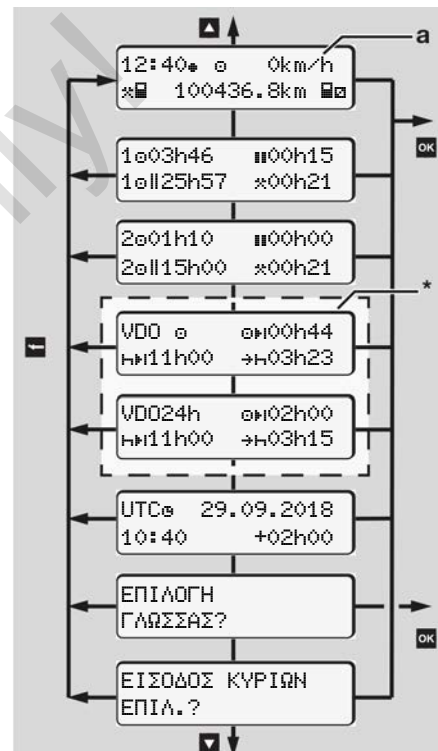 a
12:40 0km/h
100436.8km
OK
1 03h46 00h15
1 25h57 00h21
2 01h10 00h00
2 15h00 00h21
*
VDO 00h44
11h00 03h23
VDO24h 02h00
11h00 03h15
UTC 29.09.2018
10:40 +02h00
ΕΠΙΛΟΓΗ
ΓΛΩΣΣΑΣ?
OK
ΕΙΣΟΔΟΣ ΚΥΡΙΩΝ
ΕΠΙΛ.?